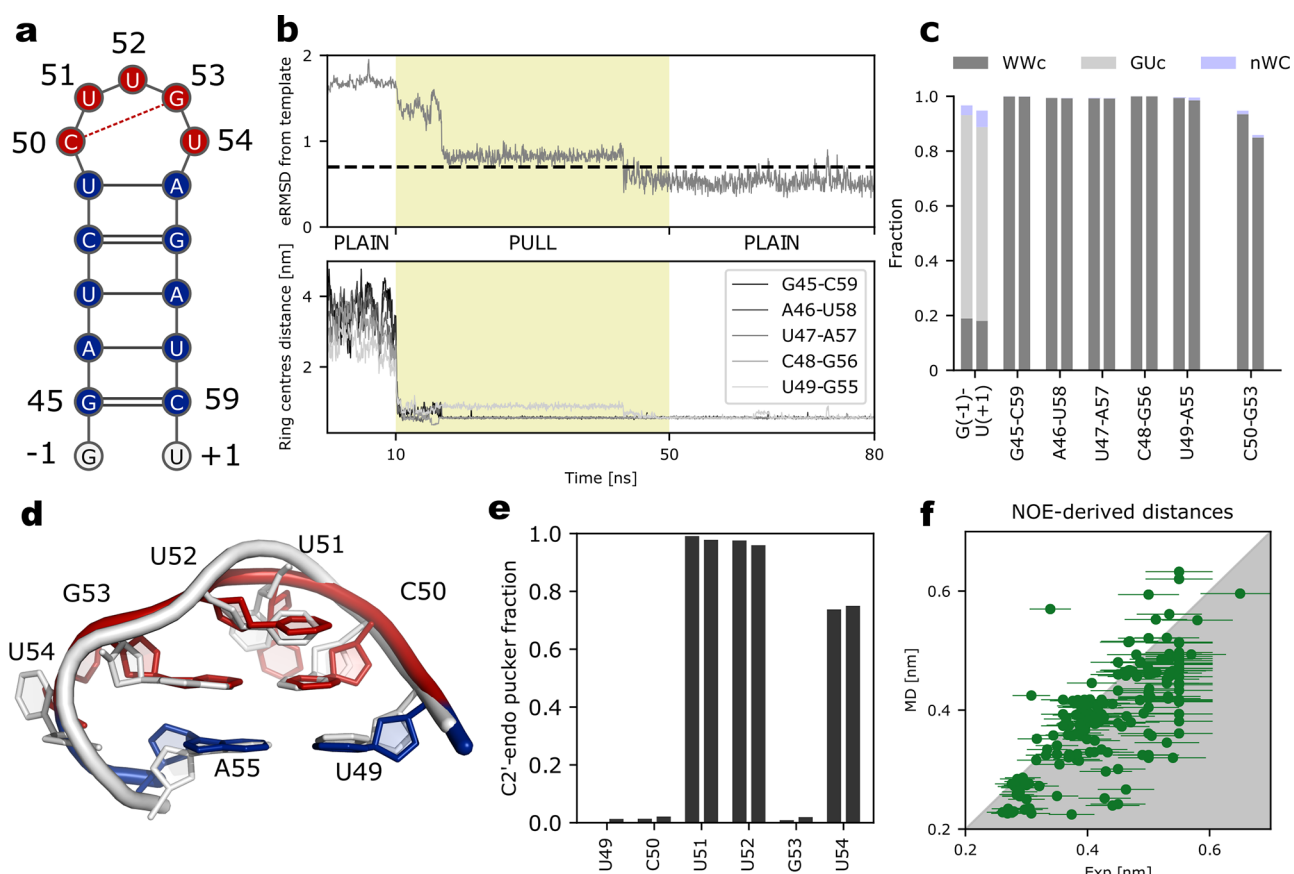 a
52
51
53
U
U
G
50
C
U
54
U
A
C
G
U
A
A
U
45
G
C
59
-1
G
U
+1
b
eRMSD from template
2
1
0
PLAIN
PULL
PLAIN
Ring centres distance [nm]
4
2
G45-C59
A46-U58
U47-A57
C48-G56
U49-G55
10
50
80
Time [ns]
c
WWc
GUc
nWC
Fraction
1.0
0.8
0.6
0.4
0.2
0
G(-1)-
U(+1)
G45-C59
A46-U58
U47-A57
C48-G56
U49-A55
C50-G53
d
U52
U51
G53
C50
U54
A55
U49
e
C2'-endo pucker fraction
1.0
0.8
0.6
0.4
0.2
0.0
U49
C50
U51
U52
G53
U54
f
NOE-derived distances
MD [nm]
0.6
0.4
0.2
0.2
0.4
0.6
Exp [nm]